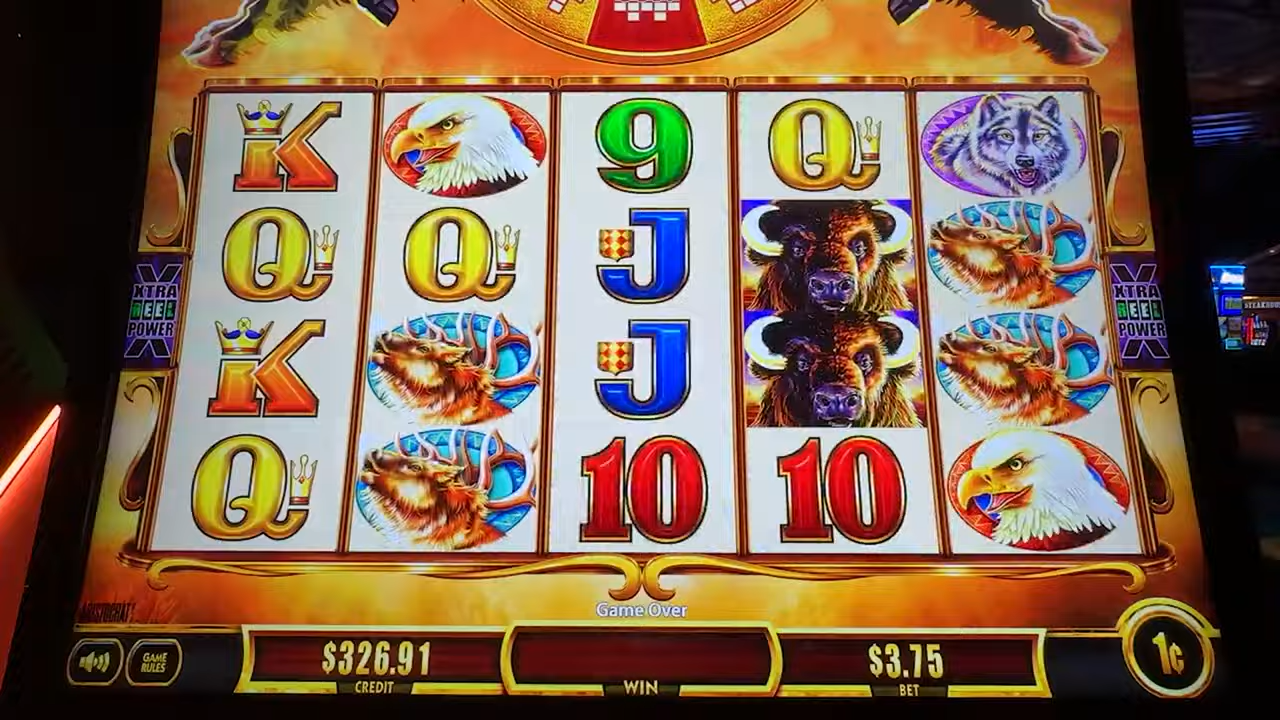 K 9 Q
Q Q J
K J
Q 10 10
XTRA
REEL
POWER
X
XTRA
REEL
POWER
X
ARISTOCRAT
Game Over
GAME
RULES
$326.91
CREDIT
WIN
$3.75
BET
1¢